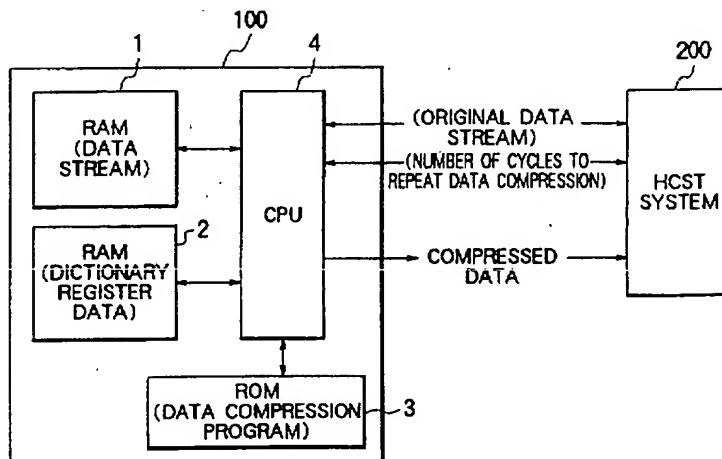 100
1
4
200
RAM
(DATA
STREAM)
CPU
(ORIGINAL DATA
STREAM)
(NUMBER OF CYCLES TO
REPEAT DATA COMPRESSION)
HCST
SYSTEM
2
RAM
(DICTIONARY
REGISTER
DATA)
COMPRESSED
DATA
ROM
(DATA COMPRESSION
PROGRAM)
3